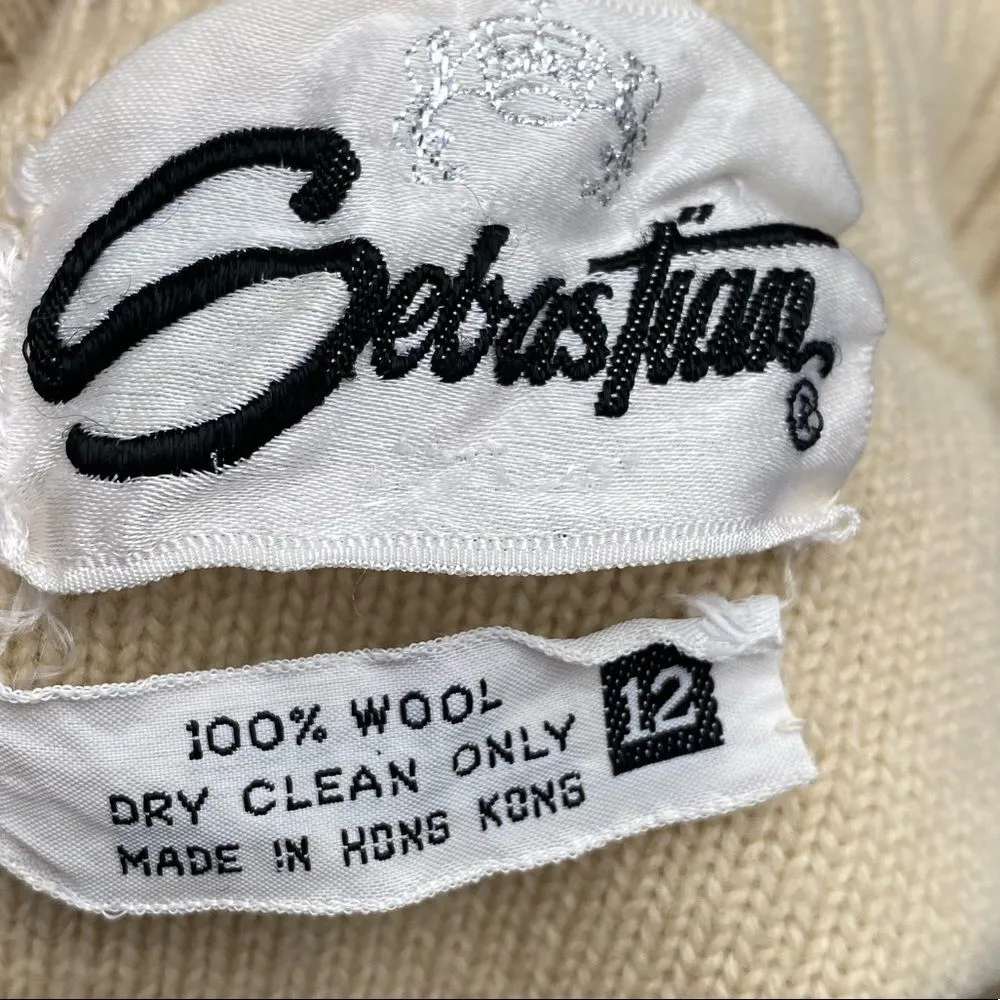 Sebastian
®
100% WOOL
DRY CLEAN ONLY
MADE IN HONG KONG
12